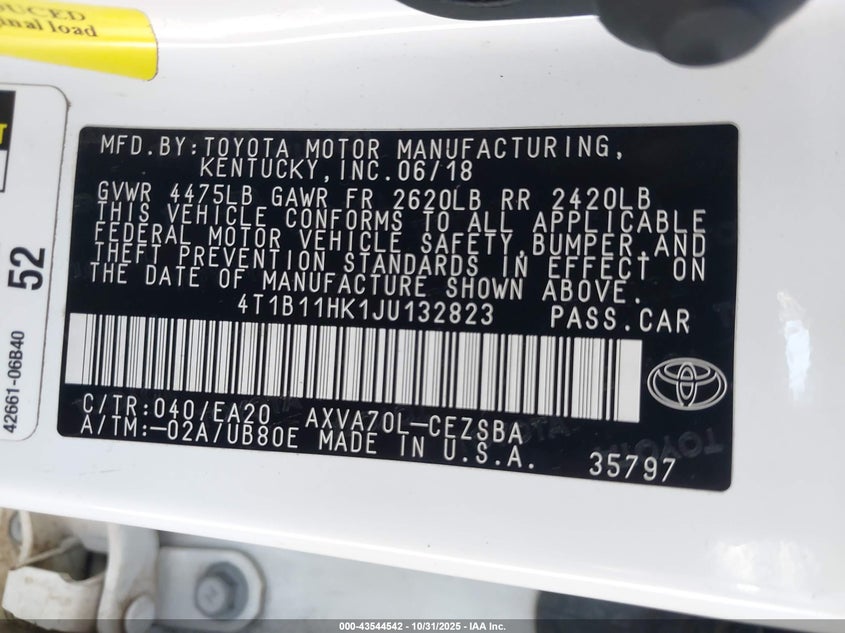 UCED
ginal load
T
52
42661-06B40
MFD.BY:TOYOTA MOTOR MANUFACTURING,
KENTUCKY,INC.06/18
GVWR 4475LB GAWR FR 2620LB RR 2420LB
THIS VEHICLE CONFORMS TO ALL APPLICABLE
FEDERAL MOTOR VEHICLE SAFETY,BUMPER,AND
THEFT PREVENTION STANDARDS IN EFFECT ON
THE DATE OF MANUFACTURE SHOWN ABOVE.
4T1B11HK1JU132823 PASS.CAR
C/TR:040/EA20 AXVA70L-CEZSBA
A/TM:-02A/UB80E MADE IN U.S.A. 35797
TOYOTA
000-43544542 | 10/31/2025 - IAA Inc.